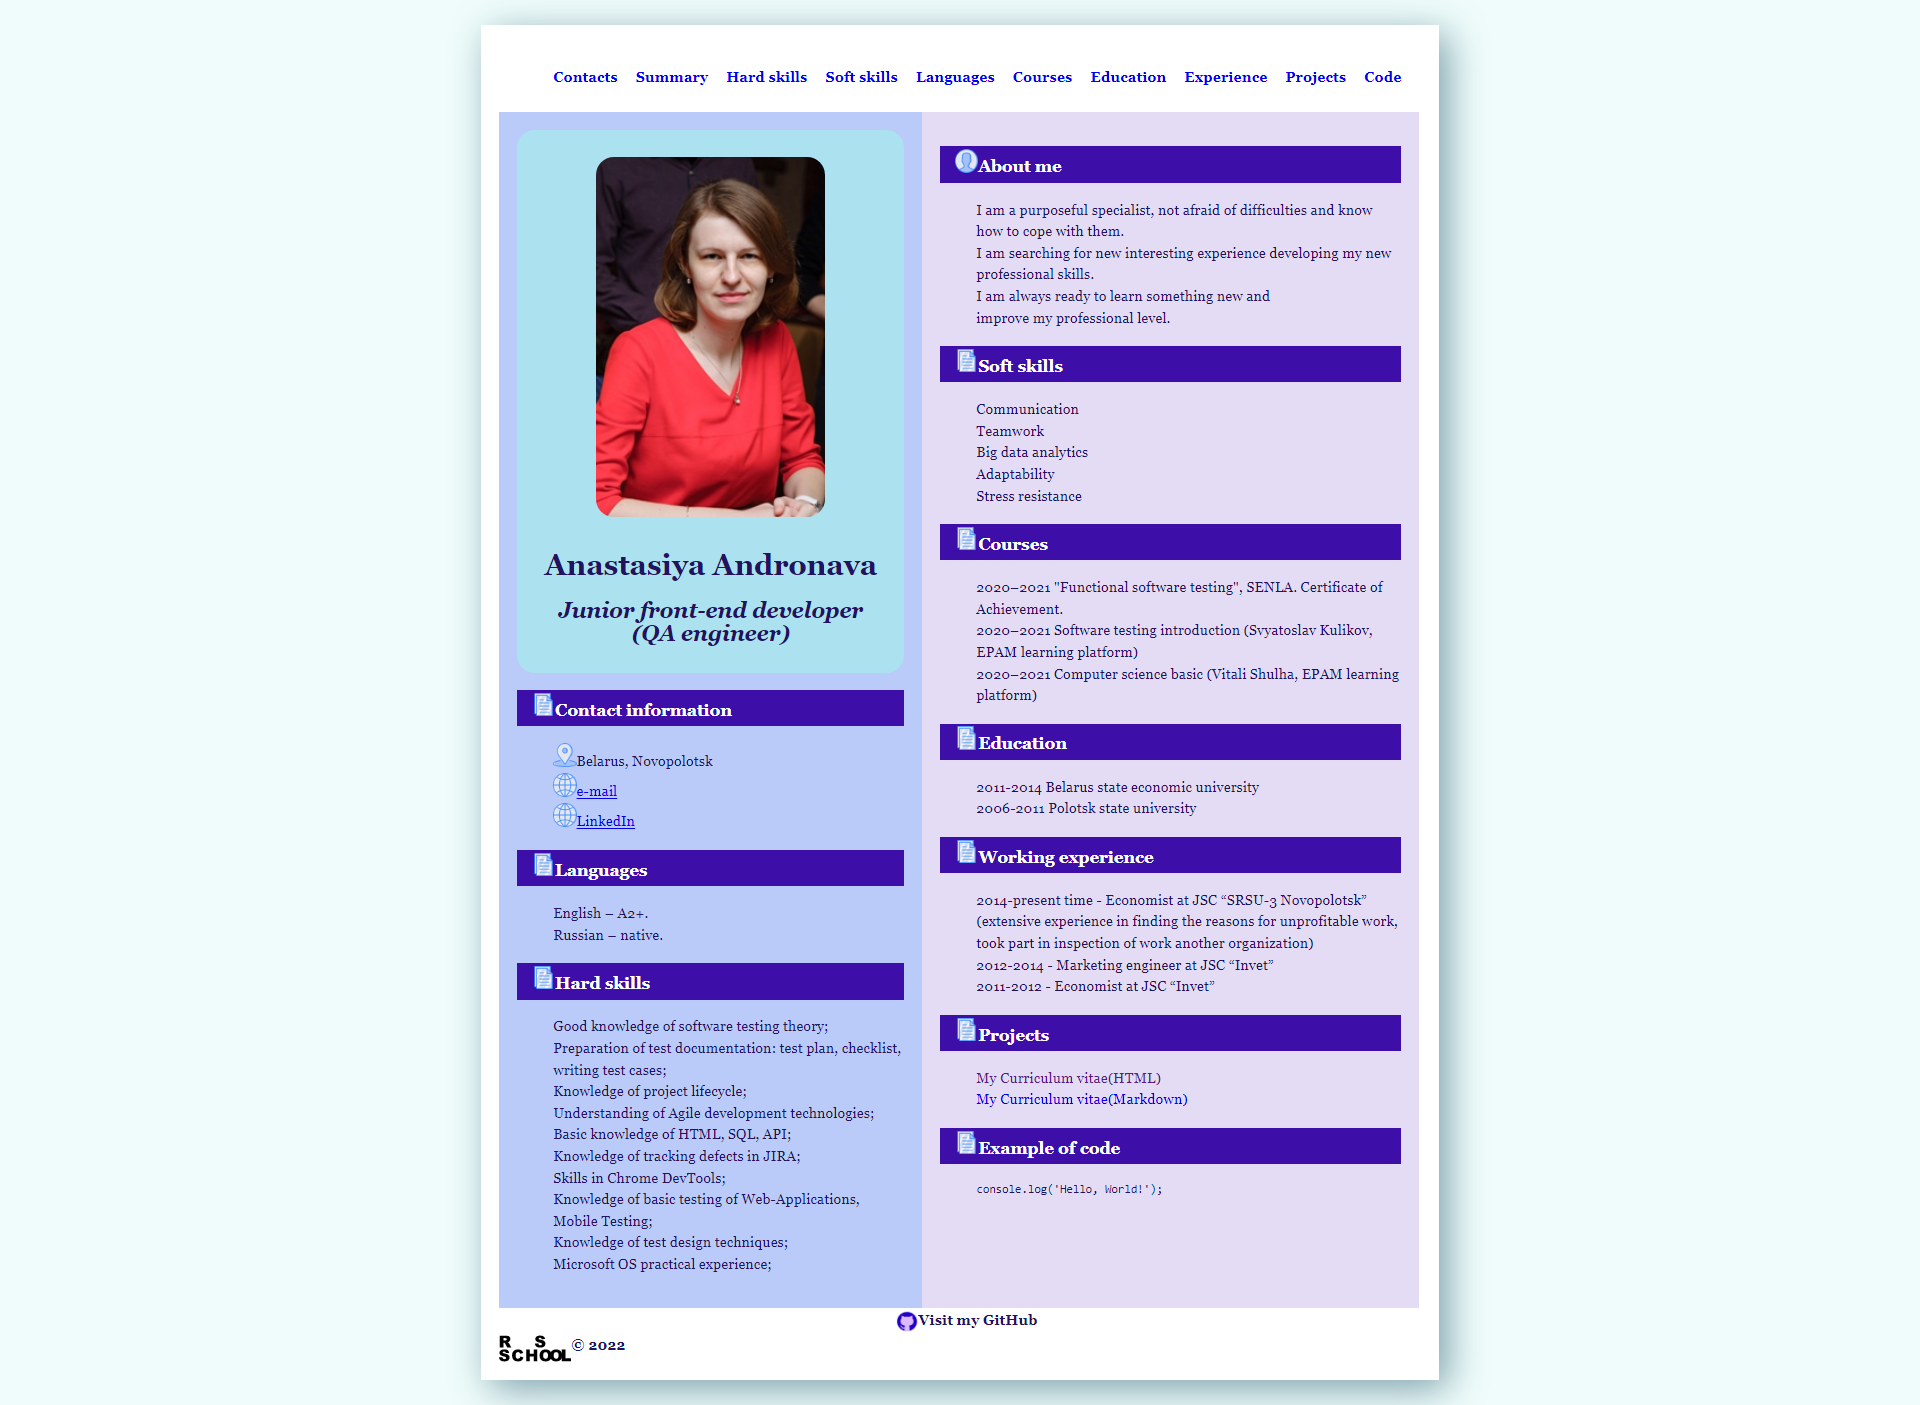 Contacts Summary Hard skills Soft skills Languages Courses Education Experience Projects Code
Anastasiya Andronava
Junior front-end developer
(QA engineer)
Contact information
Belarus, Novopolotsk
e-mail
LinkedIn
Languages
English – A2+.
Russian – native.
Hard skills
Good knowledge of software testing theory;
Preparation of test documentation: test plan, checklist,
writing test cases;
Knowledge of project lifecycle;
Understanding of Agile development technologies;
Basic knowledge of HTML, SQL, API;
Knowledge of tracking defects in JIRA;
Skills in Chrome DevTools;
Knowledge of basic testing of Web-Applications,
Mobile Testing;
Knowledge of test design techniques;
Microsoft OS practical experience;
About me
I am a purposeful specialist, not afraid of difficulties and know
how to cope with them.
I am searching for new interesting experience developing my new
professional skills.
I am always ready to learn something new and
improve my professional level.
Soft skills
Communication
Teamwork
Big data analytics
Adaptability
Stress resistance
Courses
2020–2021 "Functional software testing", SENLA. Certificate of
Achievement.
2020–2021 Software testing introduction (Svyatoslav Kulikov,
EPAM learning platform)
2020–2021 Computer science basic (Vitali Shulha, EPAM learning
platform)
Education
2011-2014 Belarus state economic university
2006-2011 Polotsk state university
Working experience
2014-present time - Economist at JSC “SRSU-3 Novopolotsk”
(extensive experience in finding the reasons for unprofitable work,
took part in inspection of work another organization)
2012-2014 - Marketing engineer at JSC “Invet”
2011-2012 - Economist at JSC “Invet”
Projects
My Curriculum vitae(HTML)
My Curriculum vitae(Markdown)
Example of code
console.log('Hello, World!');
Visit my GitHub
R S
SCHOOL © 2022